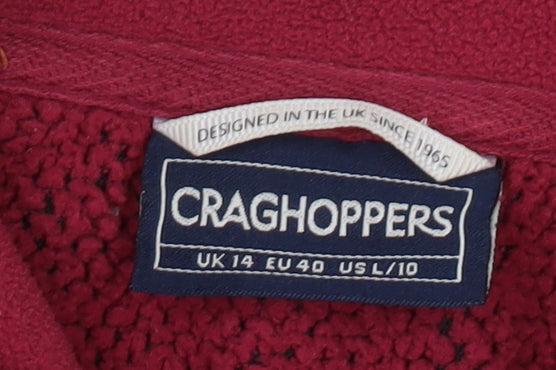 DESIGNED IN THE UK SINCE 1965
CRAGHOPPERS
UK 14 EU 40 US L/10